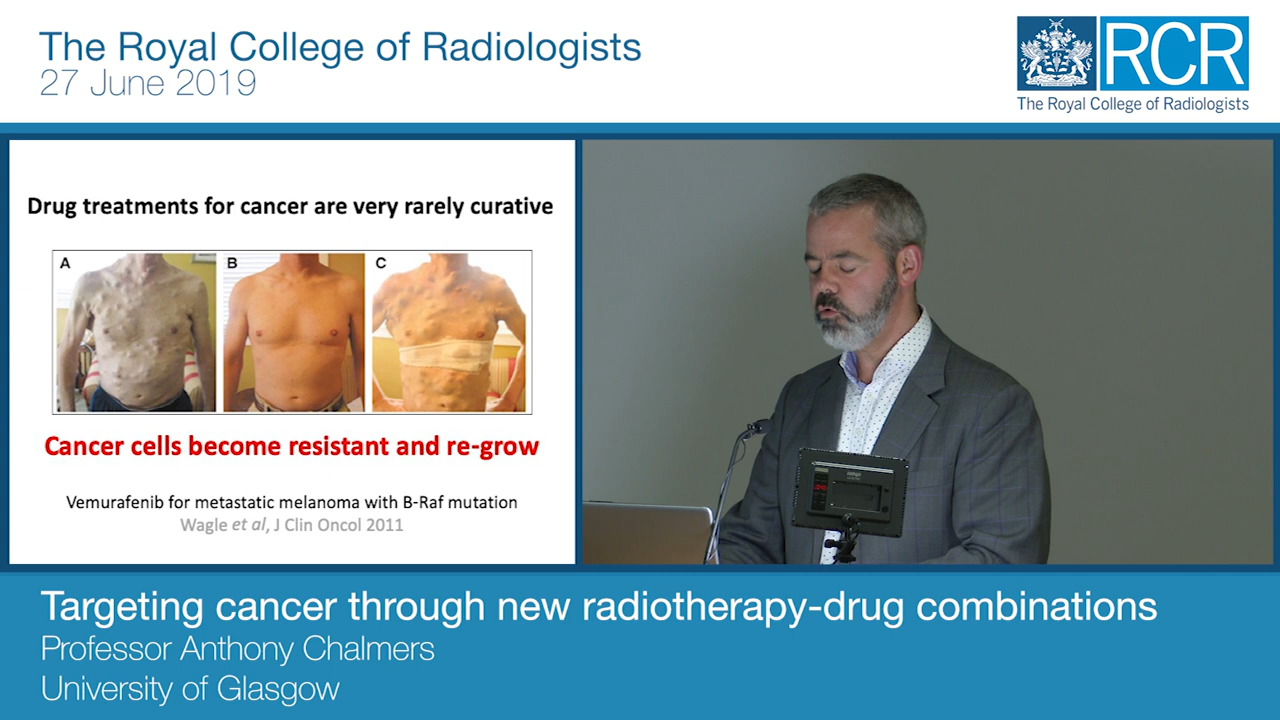 The Royal College of Radiologists
27 June 2019
RCR
The Royal College of Radiologists
Drug treatments for cancer are very rarely curative
A
B
C
Cancer cells become resistant and re-grow
Vemurafenib for metastatic melanoma with B-Raf mutation
Wagle et al, J Clin Oncol 2011
Targeting cancer through new radiotherapy-drug combinations
Professor Anthony Chalmers
University of Glasgow